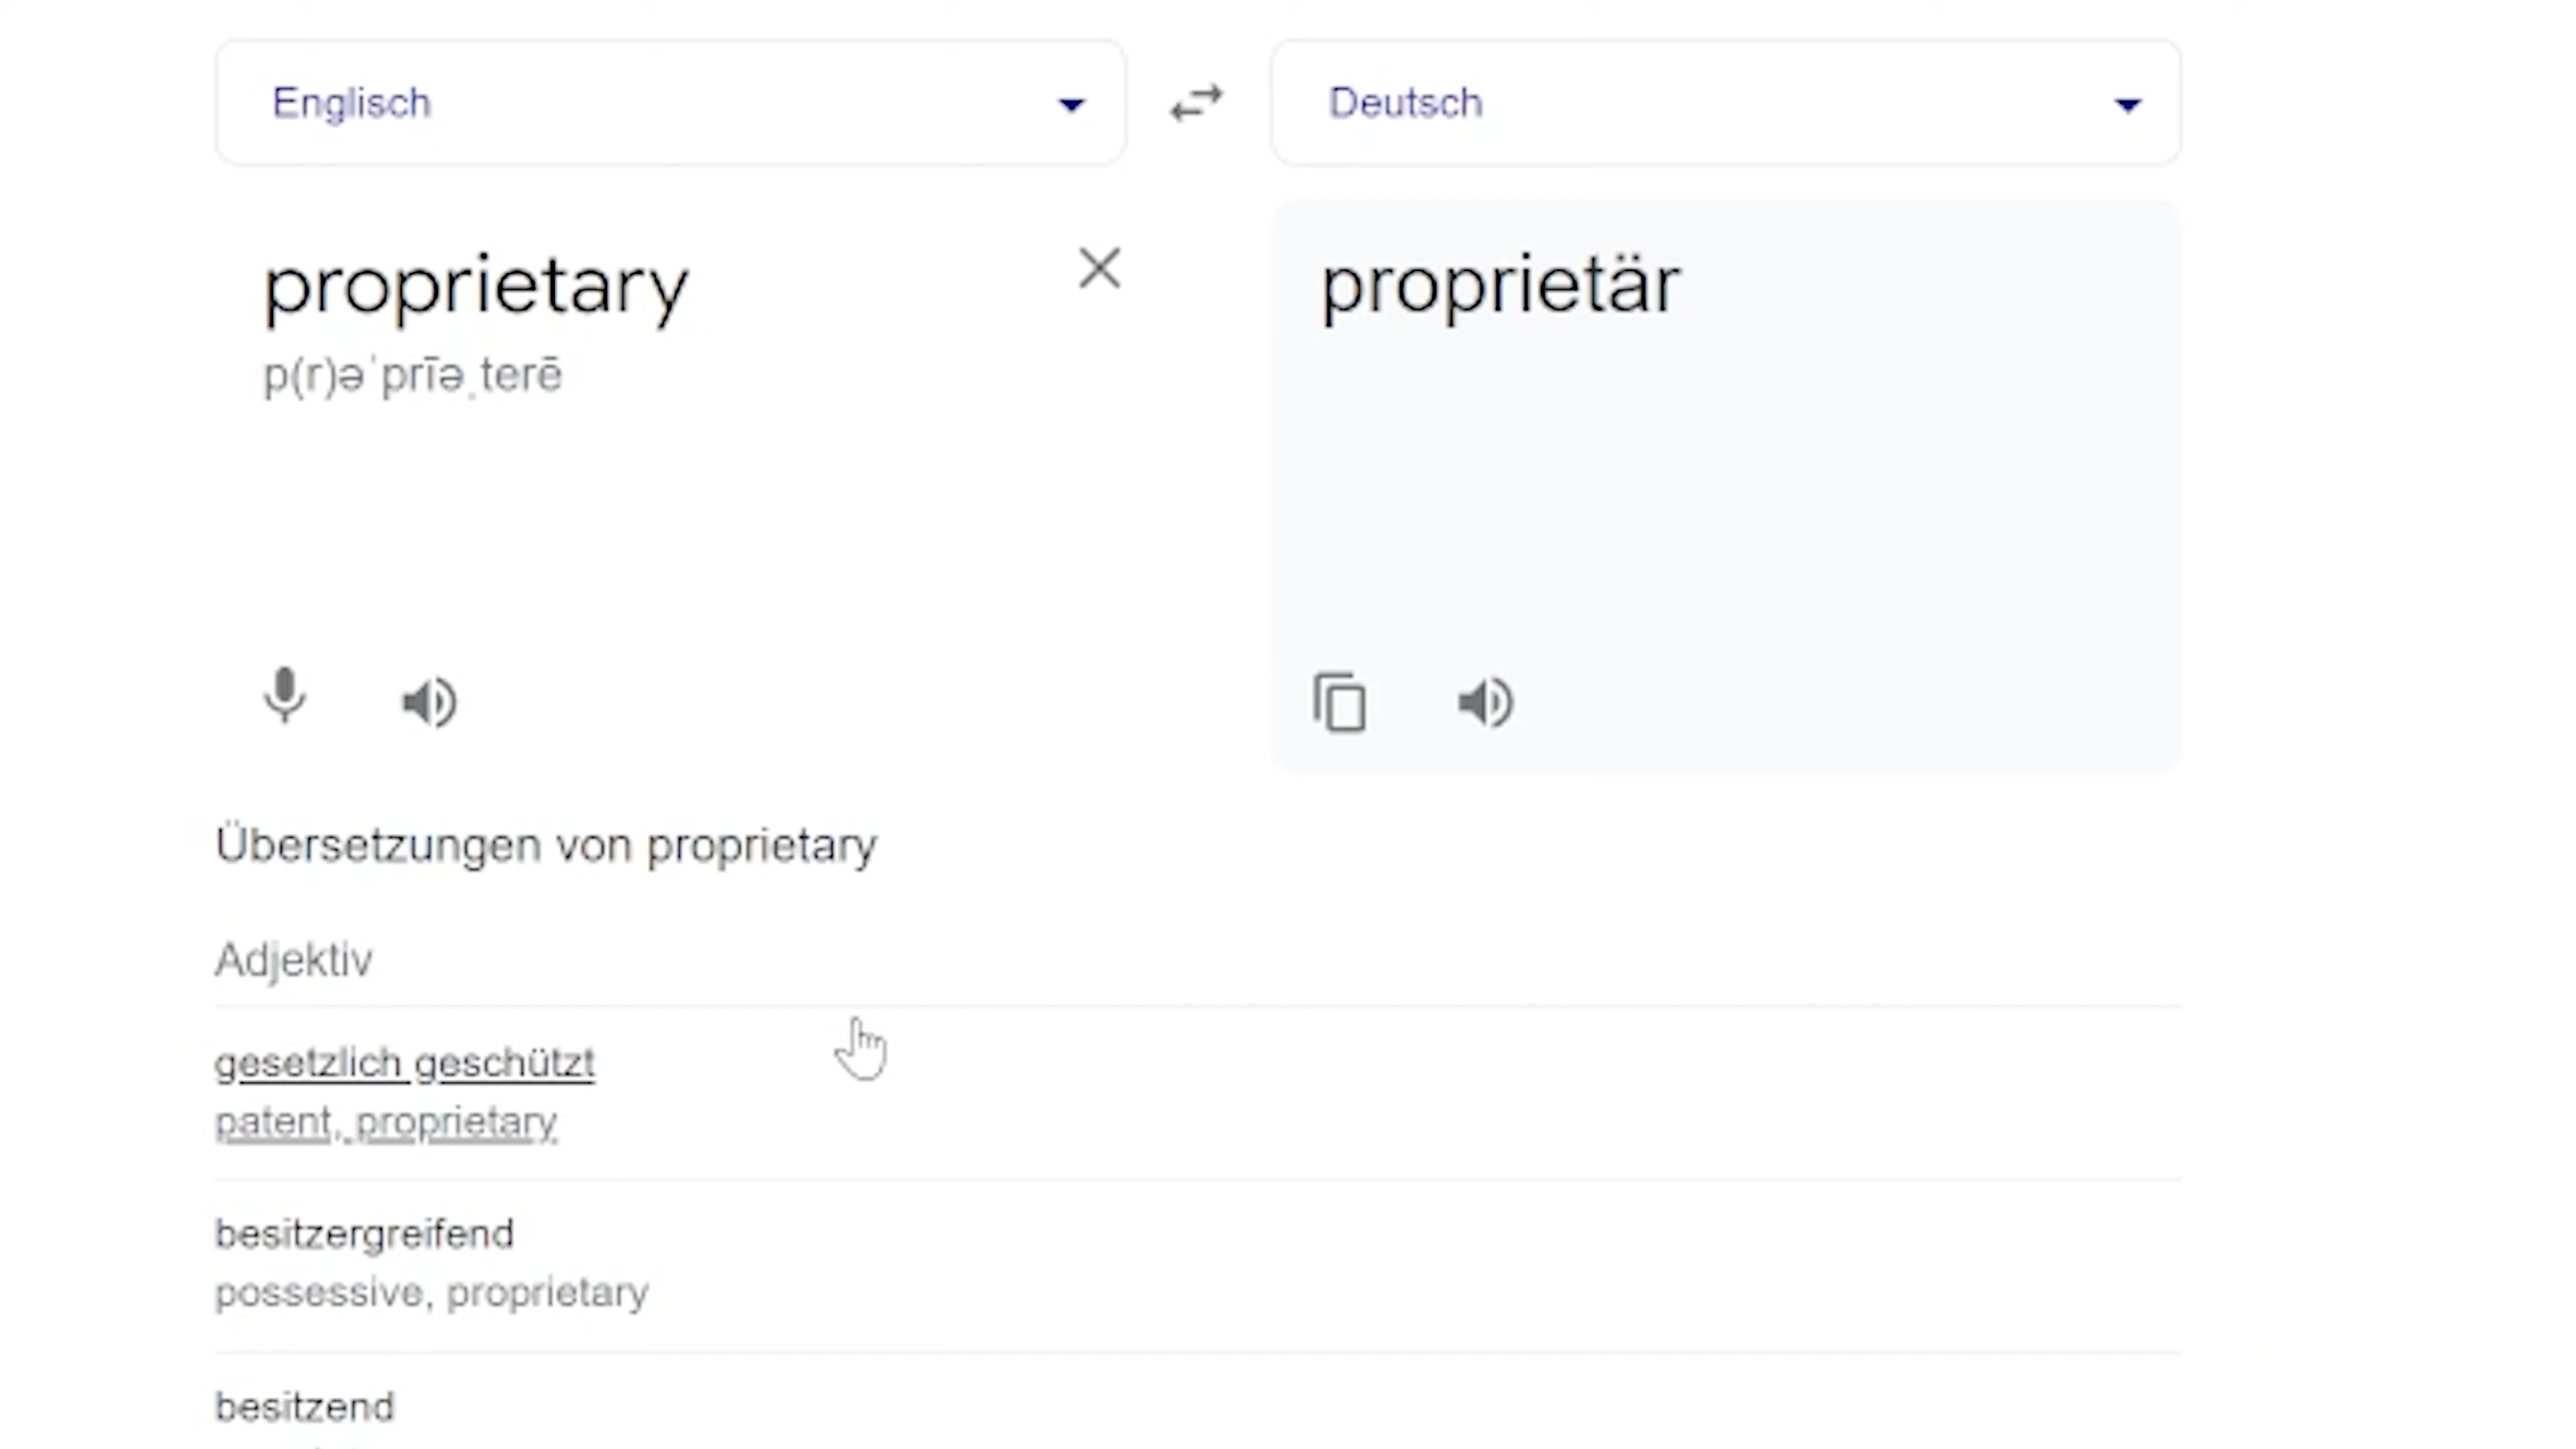 Englisch
Deutsch
proprietary
proprietär
p(r)əˈprīəˌterē
Übersetzungen von proprietary
Adjektiv
gesetzlich geschützt
patent, proprietary
besitzergreifend
possessive, proprietary
besitzend